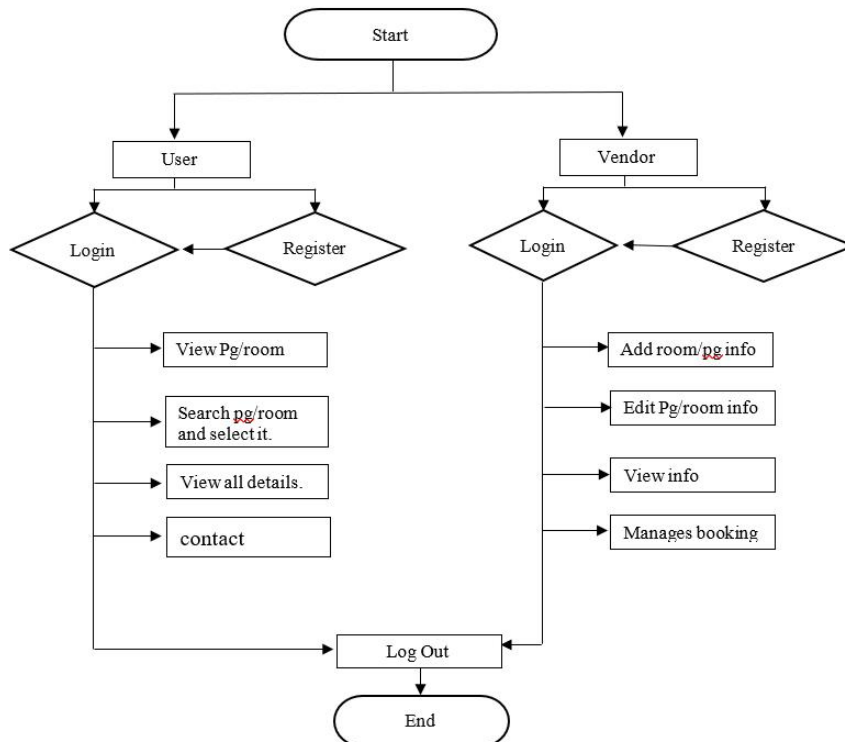 Start
User
Vendor
Login
Register
Login
Register
View Pg/room
Search pg/room
and select it.
View all details.
contact
Add room/pg info
Edit Pg/room info
View info
Manages booking
Log Out
End